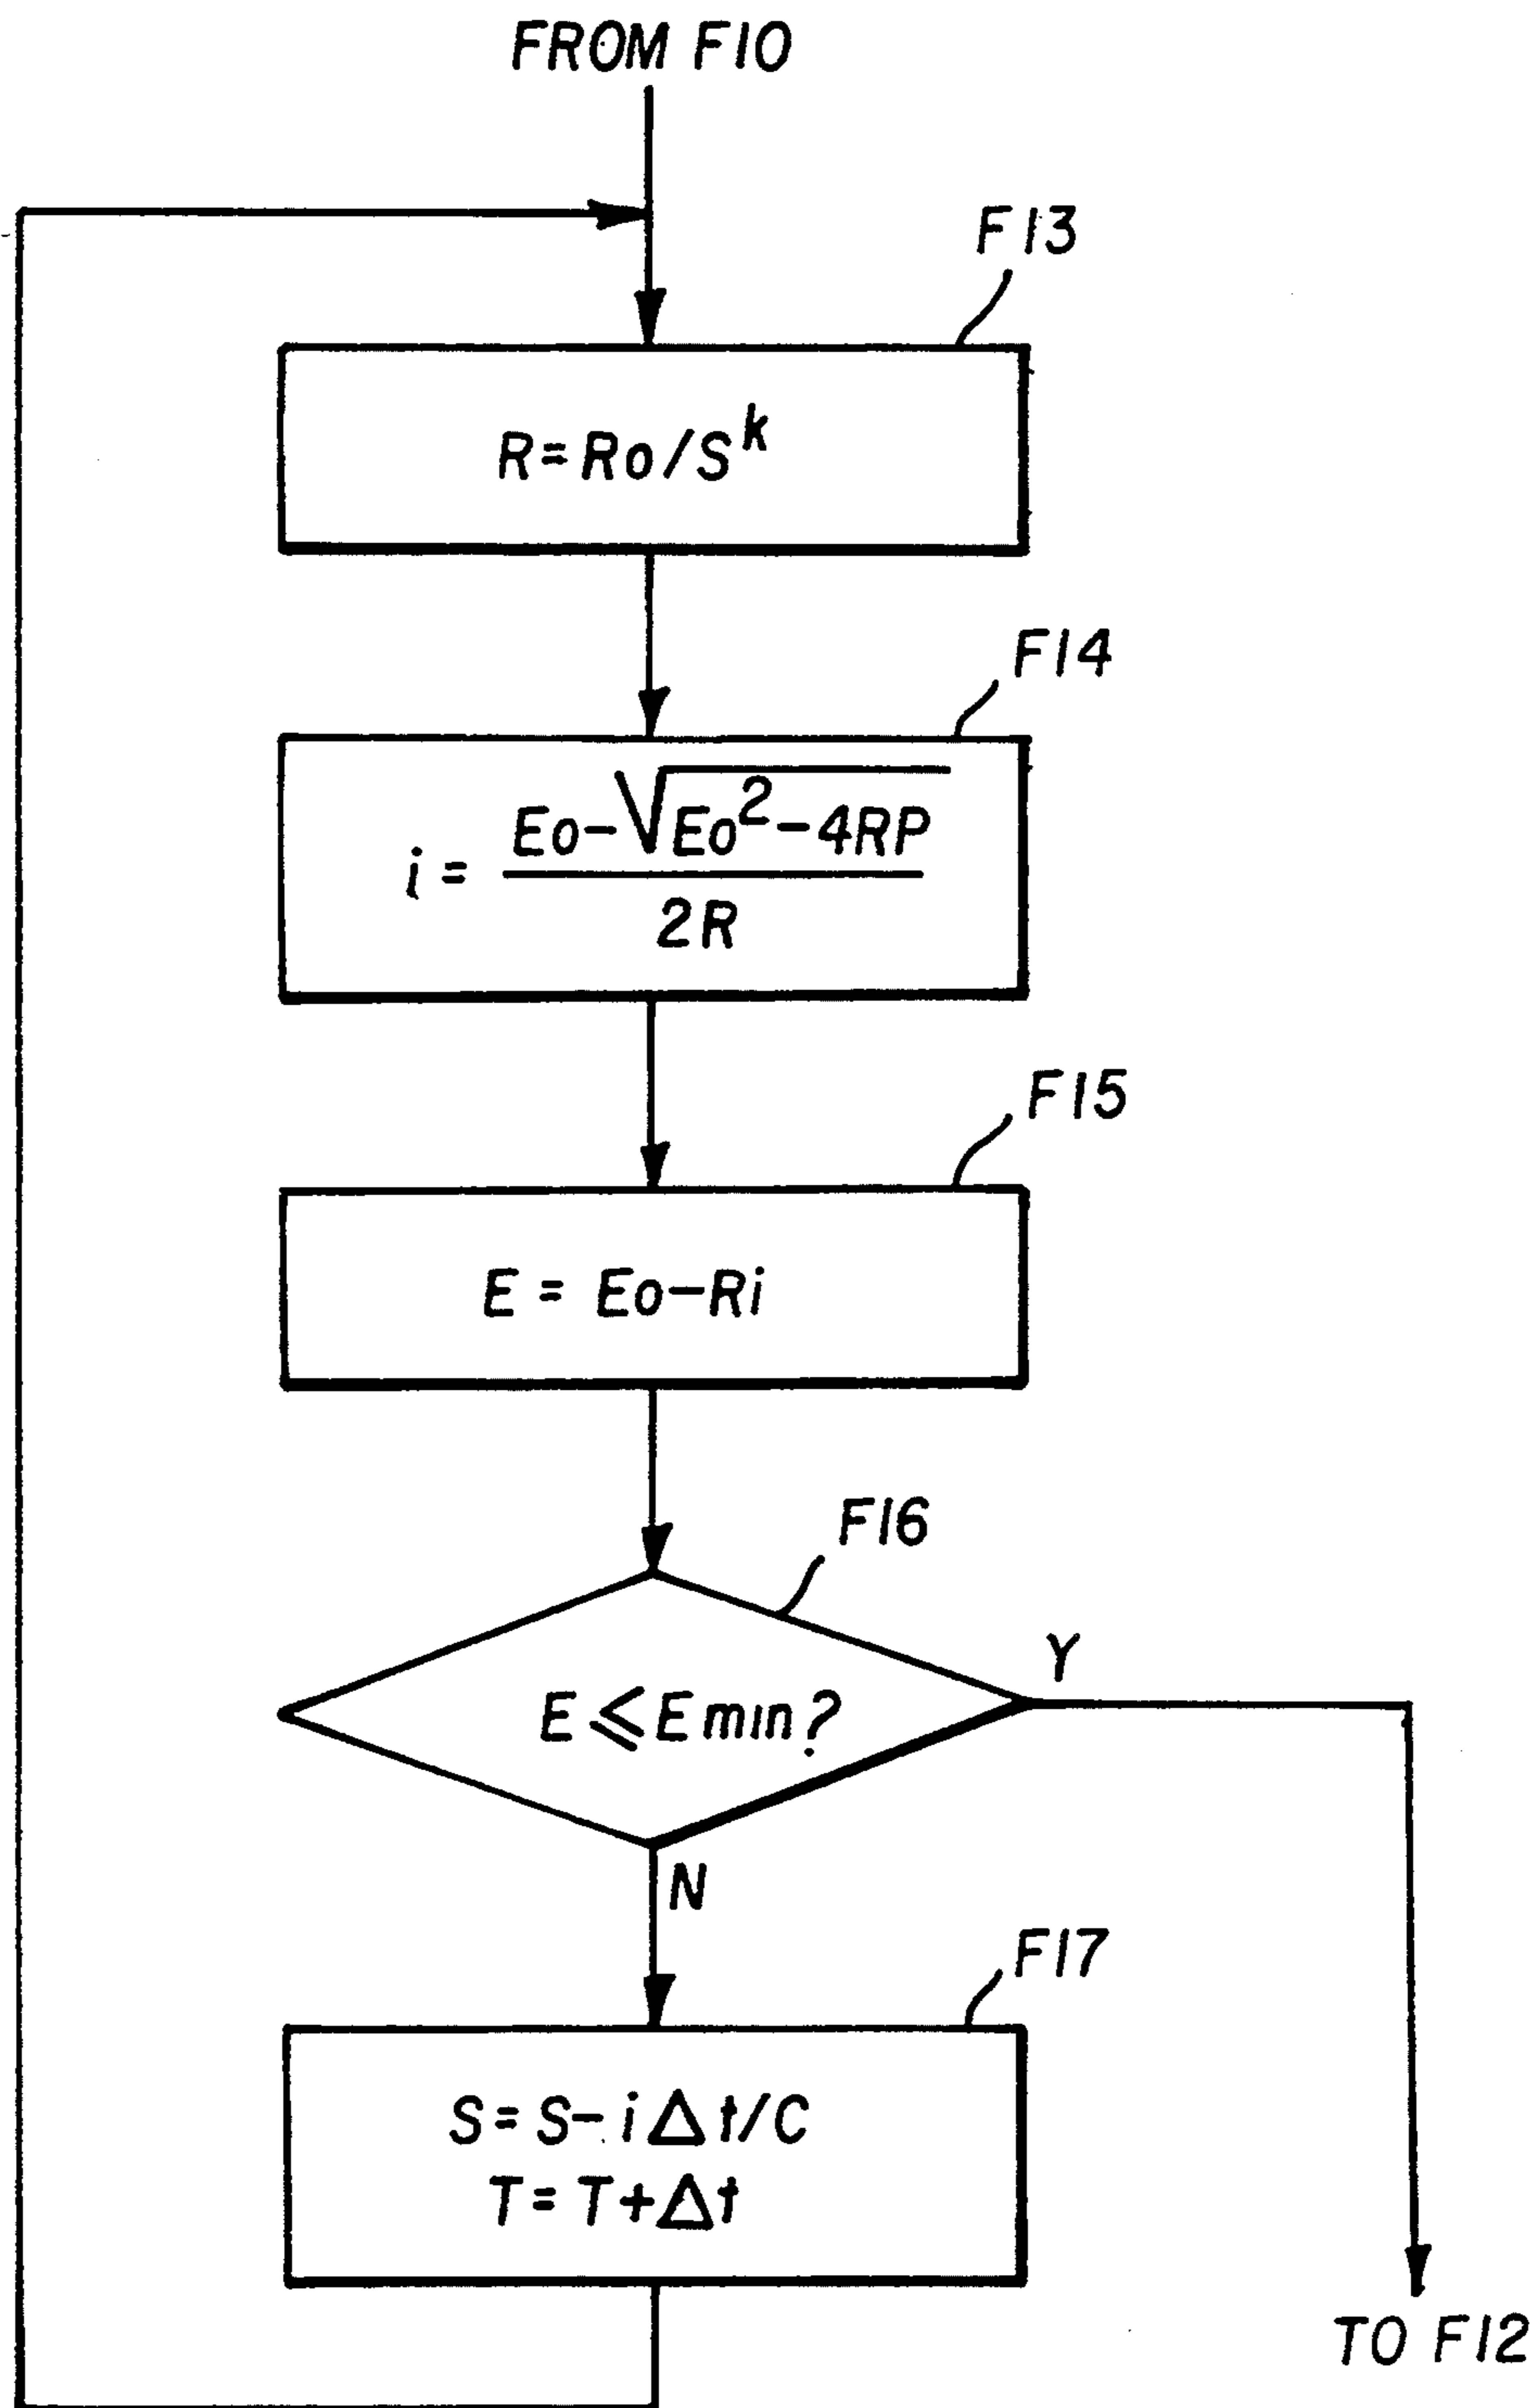 FROM F10
F13
R=Ro/S^k
F14
i = (Eo-√(Eo²-4RP))/2R
F15
E = Eo-Ri
F16
Y
E≤Emin?
N
F17
S=S-iΔt/C
T=T+Δt
TO F12